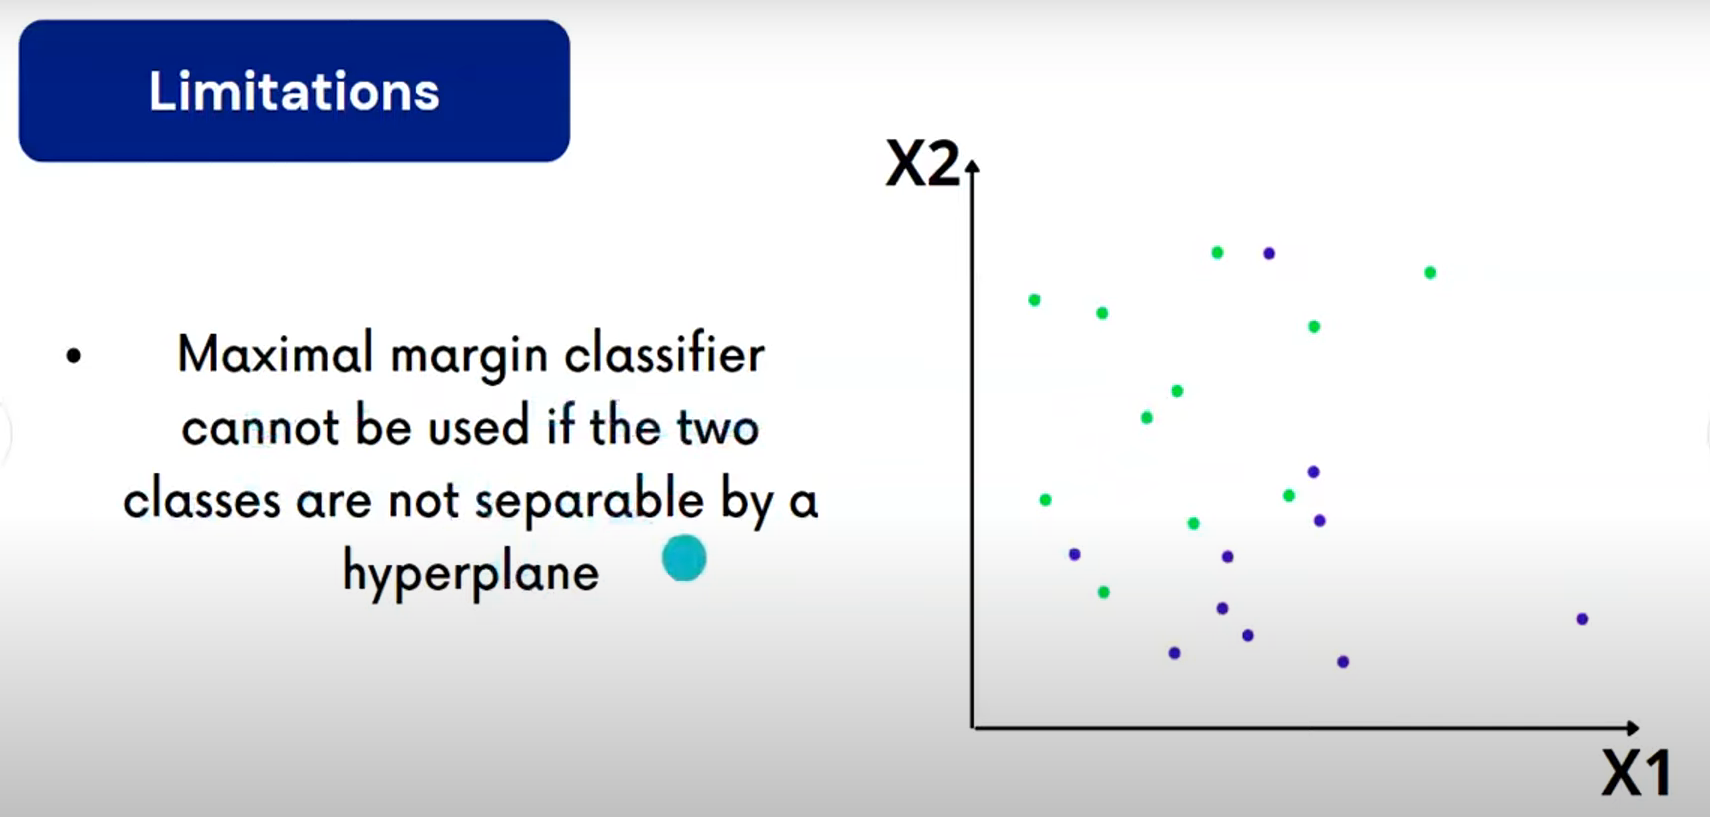 Limitations
• Maximal margin classifier
cannot be used if the two
classes are not separable by a
hyperplane
X2
X1